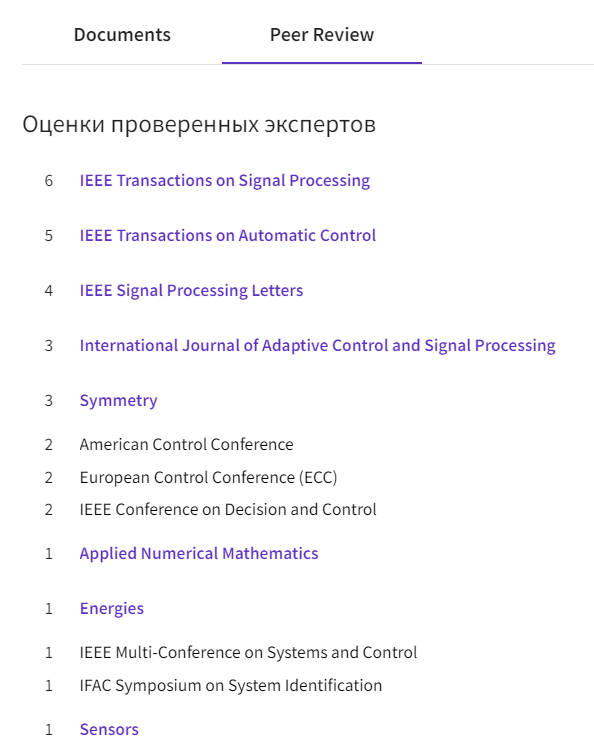 Documents Peer Review
Оценки проверенных экспертов
6 IEEE Transactions on Signal Processing
5 IEEE Transactions on Automatic Control
4 IEEE Signal Processing Letters
3 International Journal of Adaptive Control and Signal Processing
3 Symmetry
2 American Control Conference
2 European Control Conference (ECC)
2 IEEE Conference on Decision and Control
1 Applied Numerical Mathematics
1 Energies
1 IEEE Multi-Conference on Systems and Control
1 IFAC Symposium on System Identification
1 Sensors